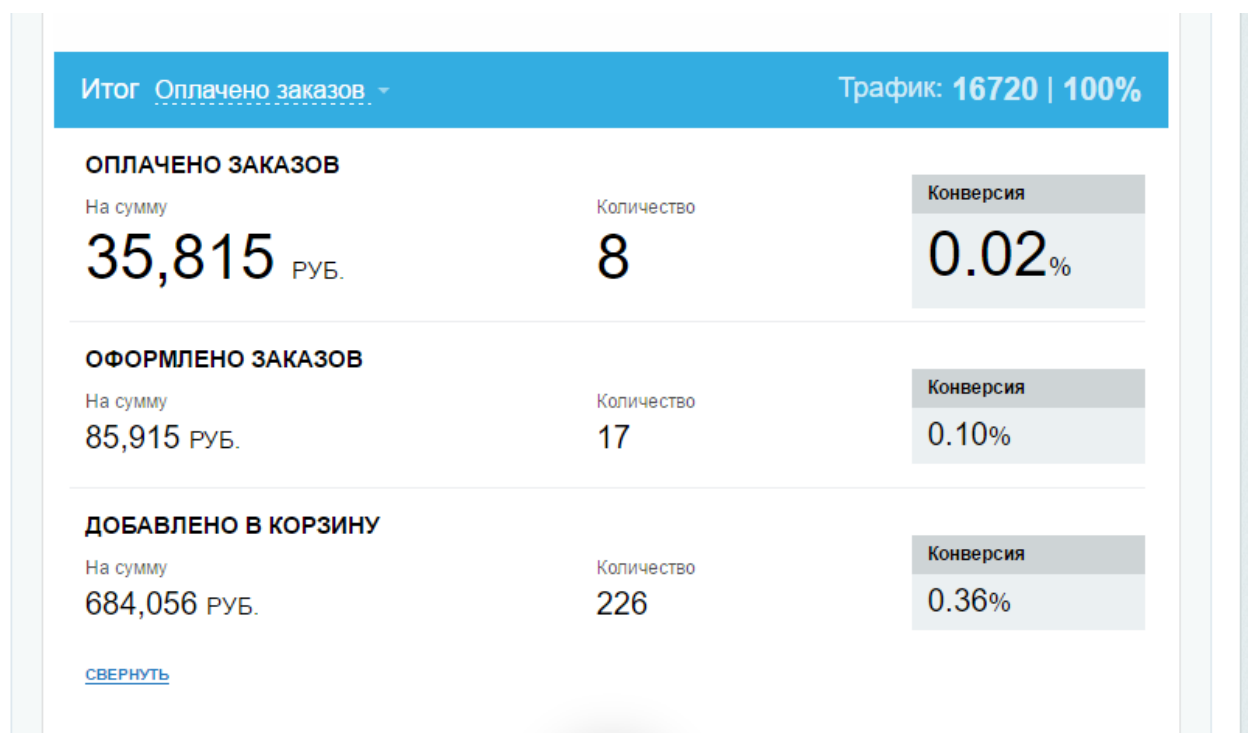 Итог Оплачено заказов Трафик: 16720 | 100%
ОПЛАЧЕНО ЗАКАЗОВ
На сумму Количество Конверсия
35,815 РУБ. 8 0.02%
ОФОРМЛЕНО ЗАКАЗОВ
На сумму Количество Конверсия
85,915 РУБ. 17 0.10%
ДОБАВЛЕНО В КОРЗИНУ
На сумму Количество Конверсия
684,056 РУБ. 226 0.36%
СВЕРНУТЬ